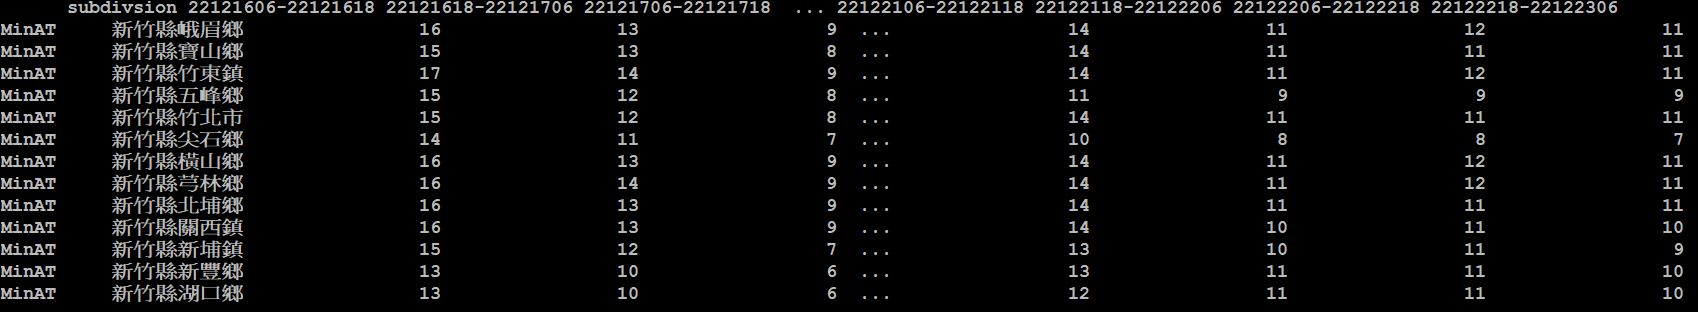 subdivsion 22121606-22121618 22121618-22121706 22121706-22121718 ... 22122106-22122118 22122118-22122206 22122206-22122218 22122218-22122306
MinAT 新竹縣峨眉鄉 16 13 9 ... 14 11 12 11
MinAT 新竹縣寶山鄉 15 13 8 ... 14 11 11 11
MinAT 新竹縣竹東鎮 17 14 9 ... 14 11 12 11
MinAT 新竹縣五峰鄉 15 12 8 ... 11 9 9 9
MinAT 新竹縣竹北市 15 12 8 ... 14 11 11 11
MinAT 新竹縣尖石鄉 14 11 7 ... 10 8 8 7
MinAT 新竹縣橫山鄉 16 13 9 ... 14 11 12 11
MinAT 新竹縣芎林鄉 16 14 9 ... 14 11 12 11
MinAT 新竹縣北埔鄉 16 13 9 ... 14 11 11 11
MinAT 新竹縣關西鎮 16 13 9 ... 14 10 11 10
MinAT 新竹縣新埔鎮 15 12 7 ... 13 10 11 9
MinAT 新竹縣新豐鄉 13 10 6 ... 13 11 11 10
MinAT 新竹縣湖口鄉 13 10 6 ... 12 11 11 10